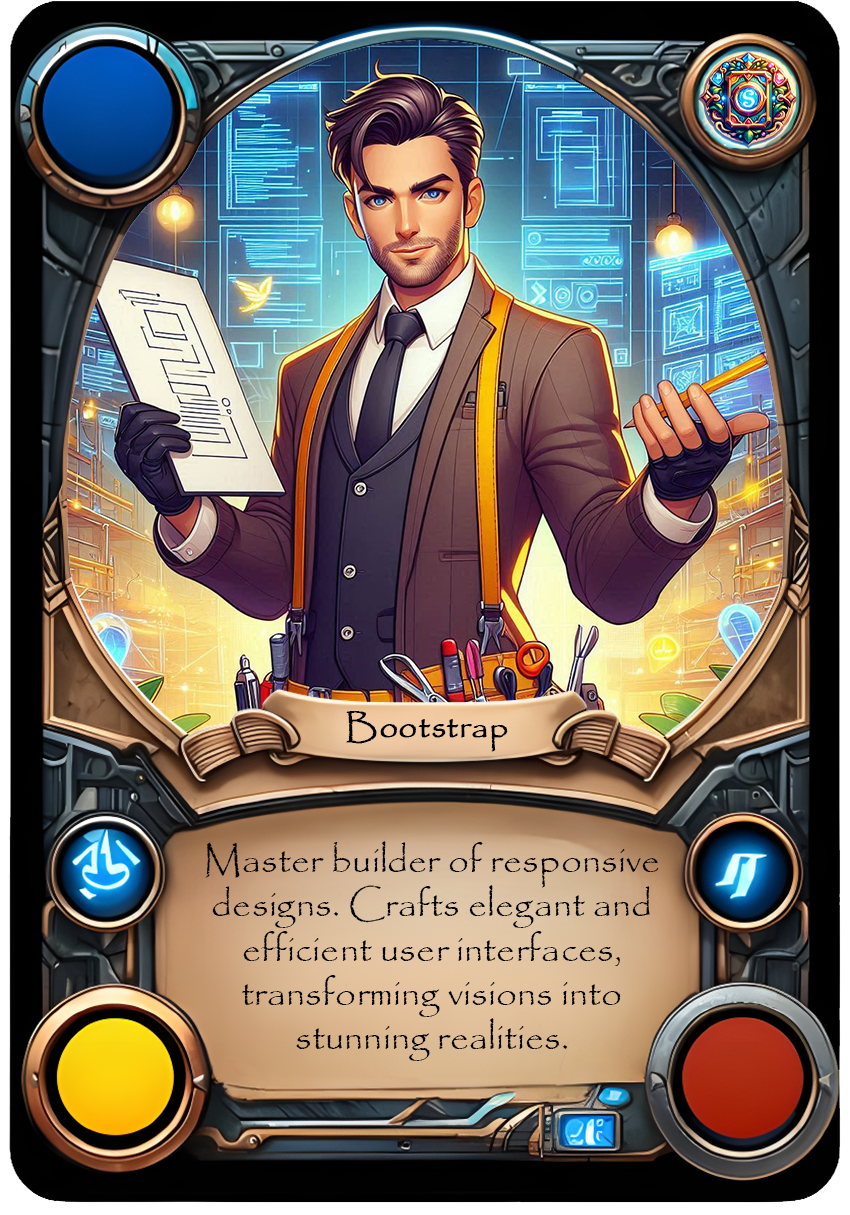 S
Bootstrap
Master builder of responsive
designs. Crafts elegant and
efficient user interfaces,
transforming visions into
stunning realities.